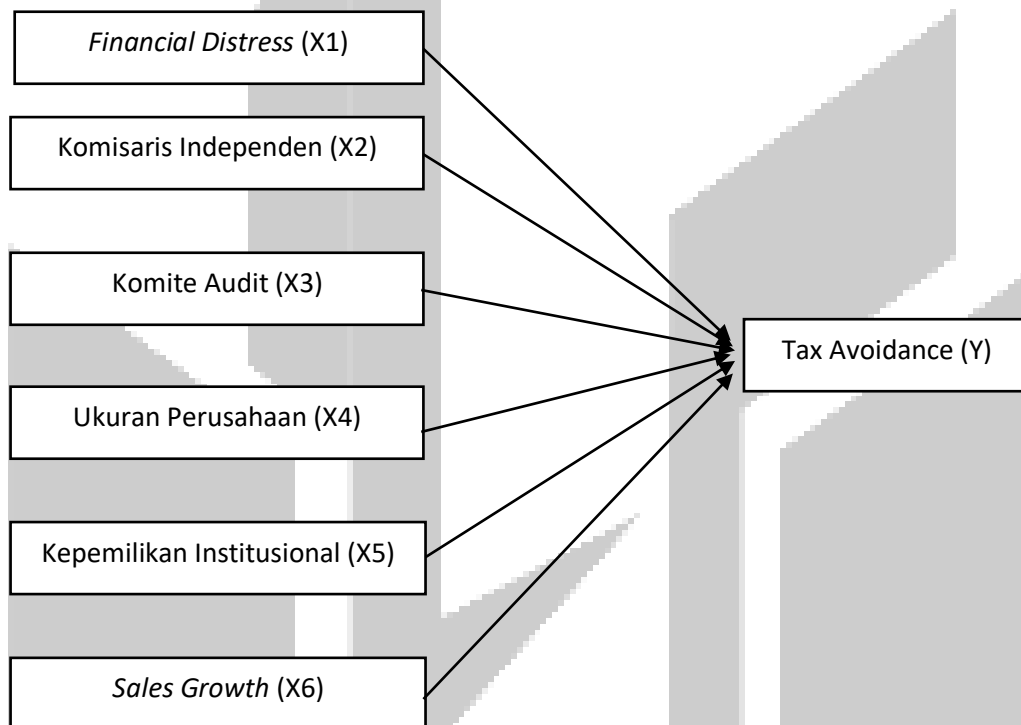 Financial Distress (X1)
Komisaris Independen (X2)
Komite Audit (X3)
Tax Avoidance (Y)
Ukuran Perusahaan (X4)
Kepemilikan Institusional (X5)
Sales Growth (X6)